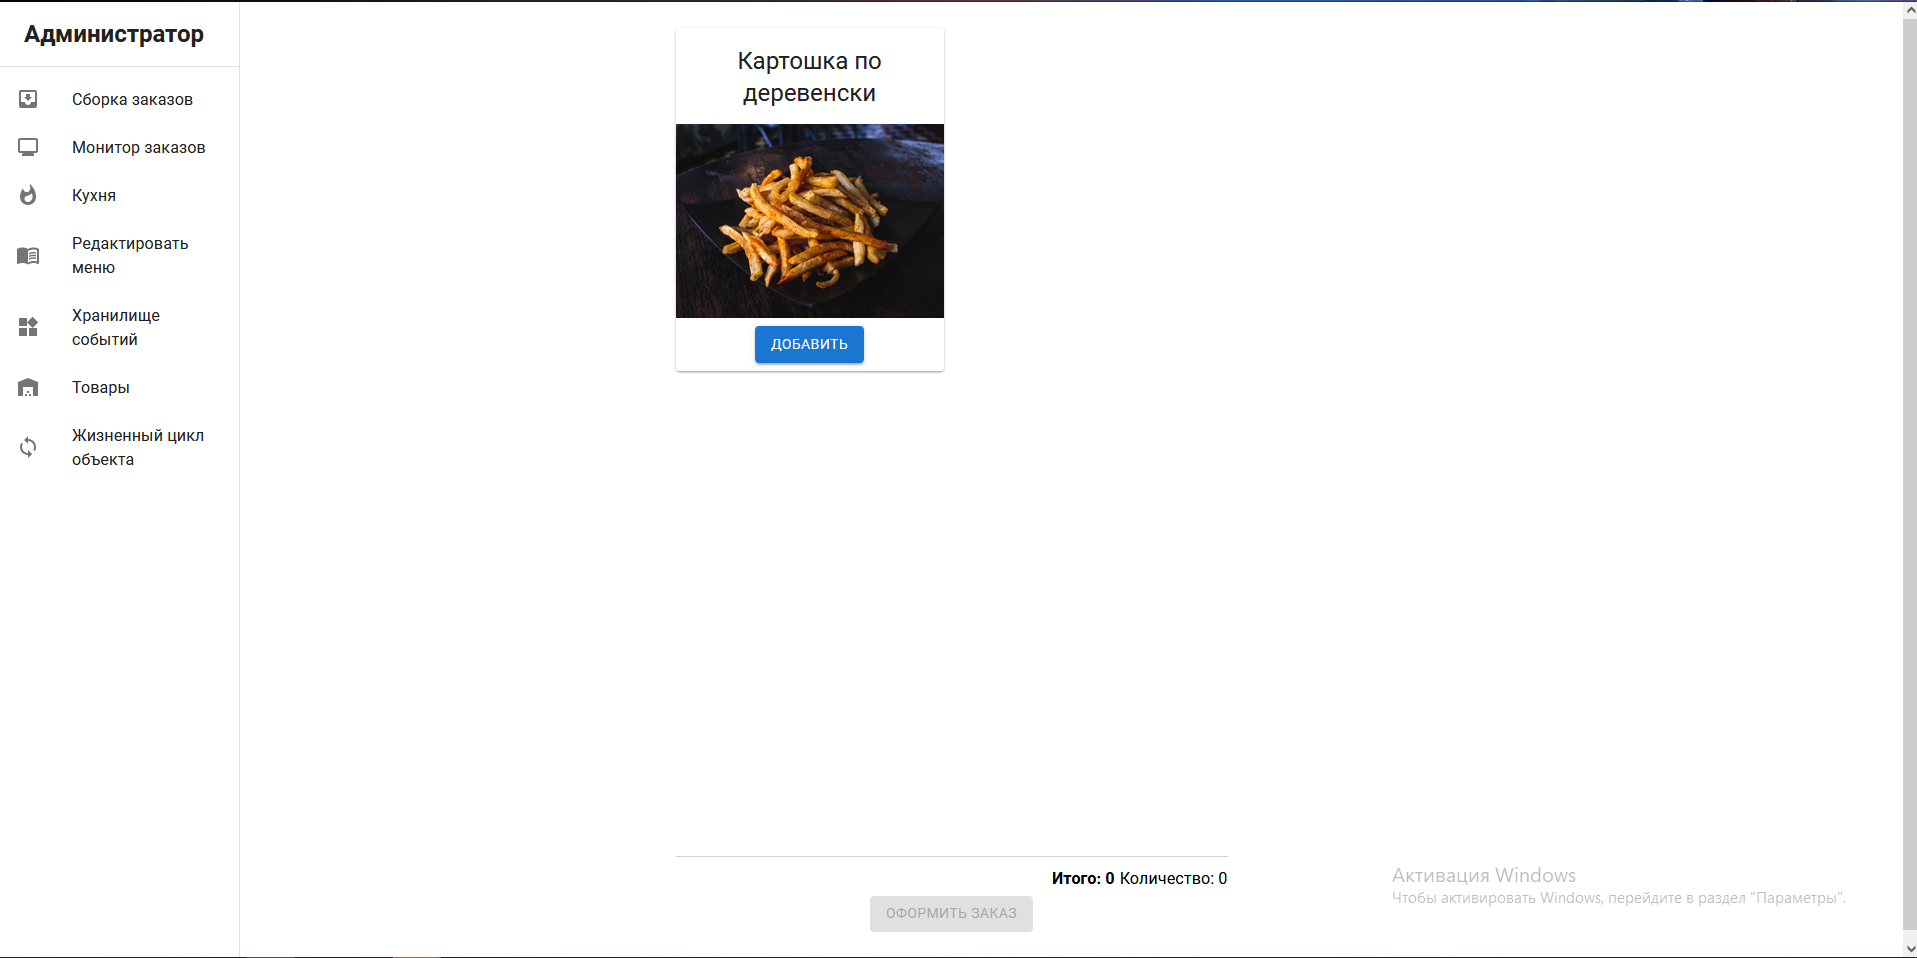 Администратор
Сборка заказов
Монитор заказов
Кухня
Редактировать
меню
Хранилище
событий
Товары
Жизненный цикл
объекта
Картошка по
деревенски
ДОБАВИТЬ
Итого: 0 Количество: 0
ОФОРМИТЬ ЗАКАЗ
Активация Windows
Чтобы активировать Windows, перейдите в раздел "Параметры".